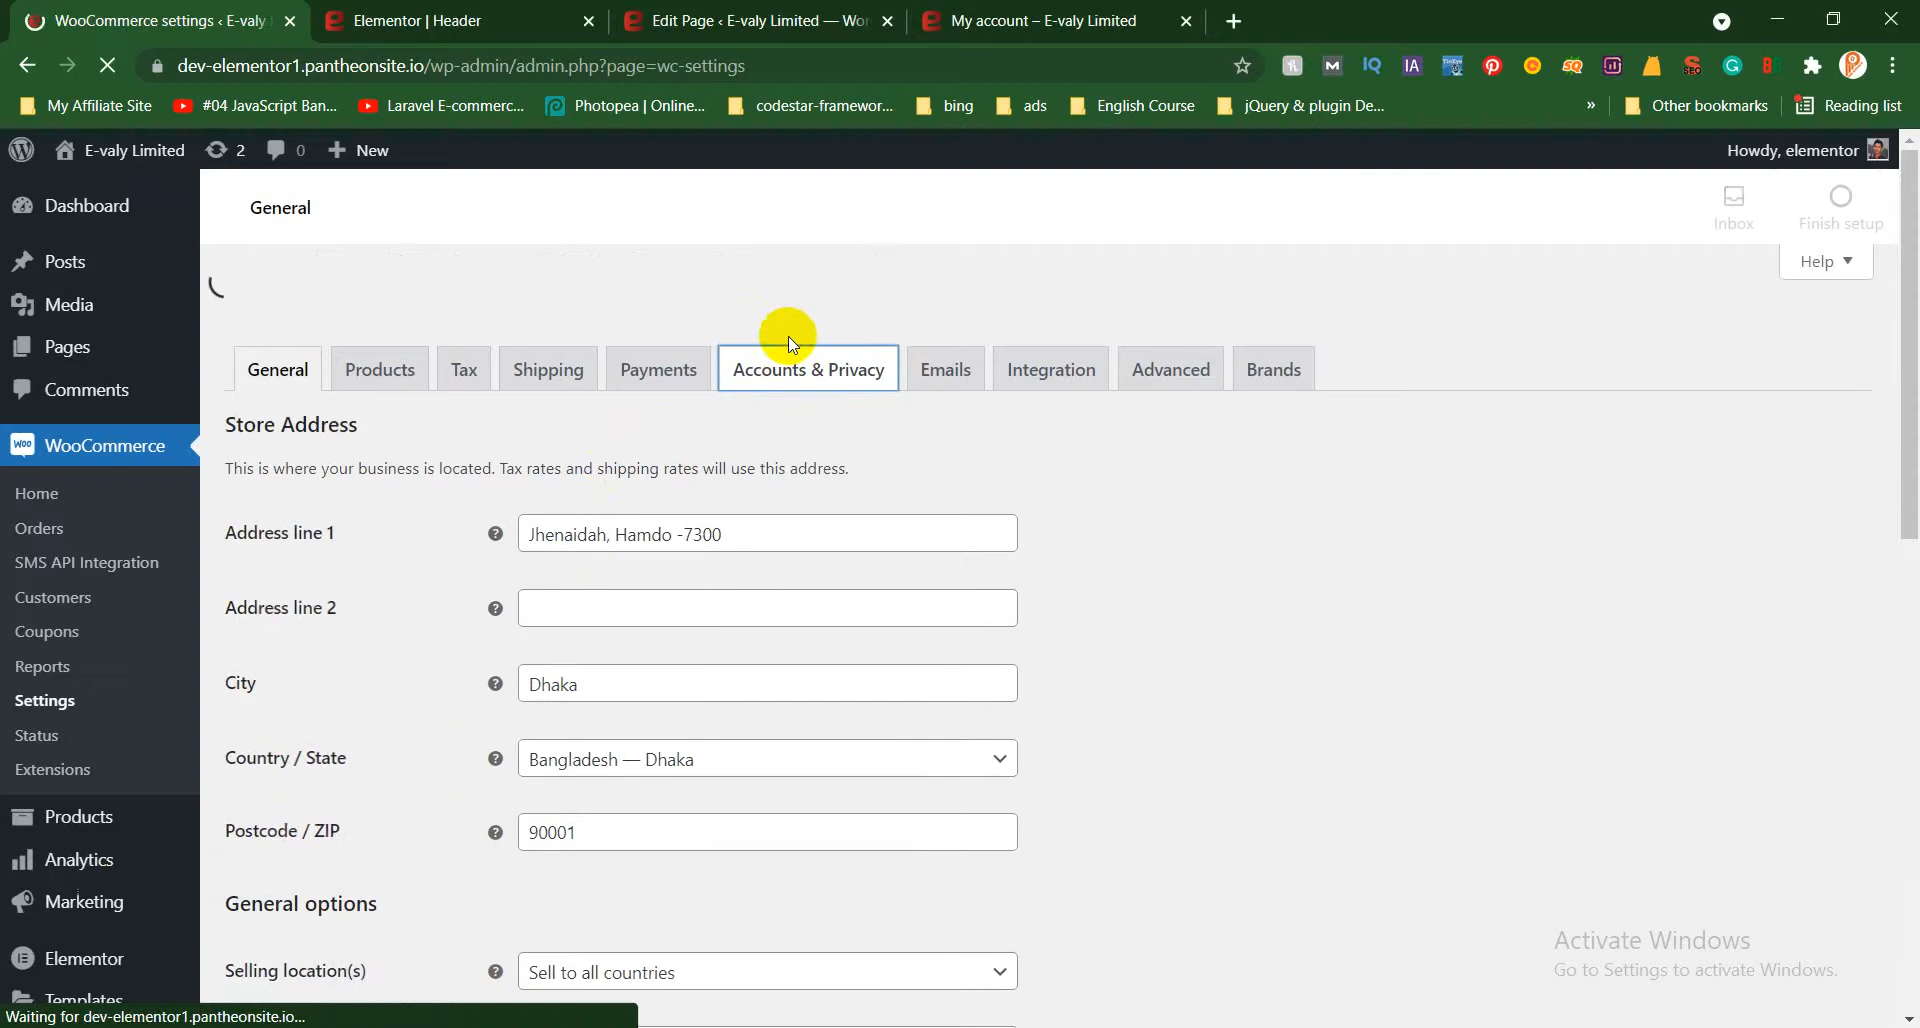 WooCommerce settings ‹ E-valy
Elementor | Header
Edit Page ‹ E-valy Limited — Wo
My account – E-valy Limited
dev-elementor1.pantheonsite.io/wp-admin/admin.php?page=wc-settings
My Affiliate Site
#04 JavaScript Ban...
Laravel E-commerc...
Photopea | Online...
codestar-framewor...
bing
ads
English Course
jQuery & plugin De...
»
Other bookmarks
Reading list
E-valy Limited
2
0
New
Howdy, elementor
Dashboard
Posts
Media
Pages
Comments
WooCommerce
Home
Orders
SMS API Integration
Customers
Coupons
Reports
Settings
Status
Extensions
Products
Analytics
Marketing
Elementor
Templates
General
Inbox
Finish setup
Help
General
Products
Tax
Shipping
Payments
Accounts & Privacy
Emails
Integration
Advanced
Brands
Store Address
This is where your business is located. Tax rates and shipping rates will use this address.
Address line 1
Jhenaidah, Hamdo -7300
Address line 2
City
Dhaka
Country / State
Bangladesh — Dhaka
Postcode / ZIP
90001
General options
Selling location(s)
Sell to all countries
Activate Windows
Go to Settings to activate Windows.
Waiting for dev-elementor1.pantheonsite.io...